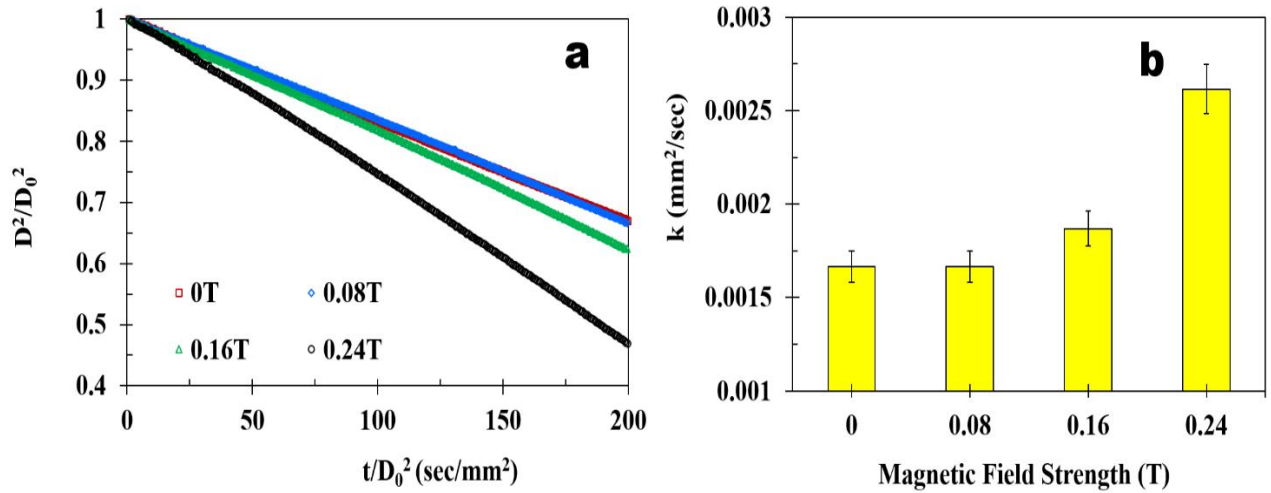 a
1
0.9
0.8
0.7
0.6
0.5
0.4
D²/D₀²
0T
0.08T
0.16T
0.24T
0 50 100 150 200
t/D₀² (sec/mm²)
b
0.003
0.0025
0.002
0.0015
0.001
k (mm²/sec)
0 0.08 0.16 0.24
Magnetic Field Strength (T)